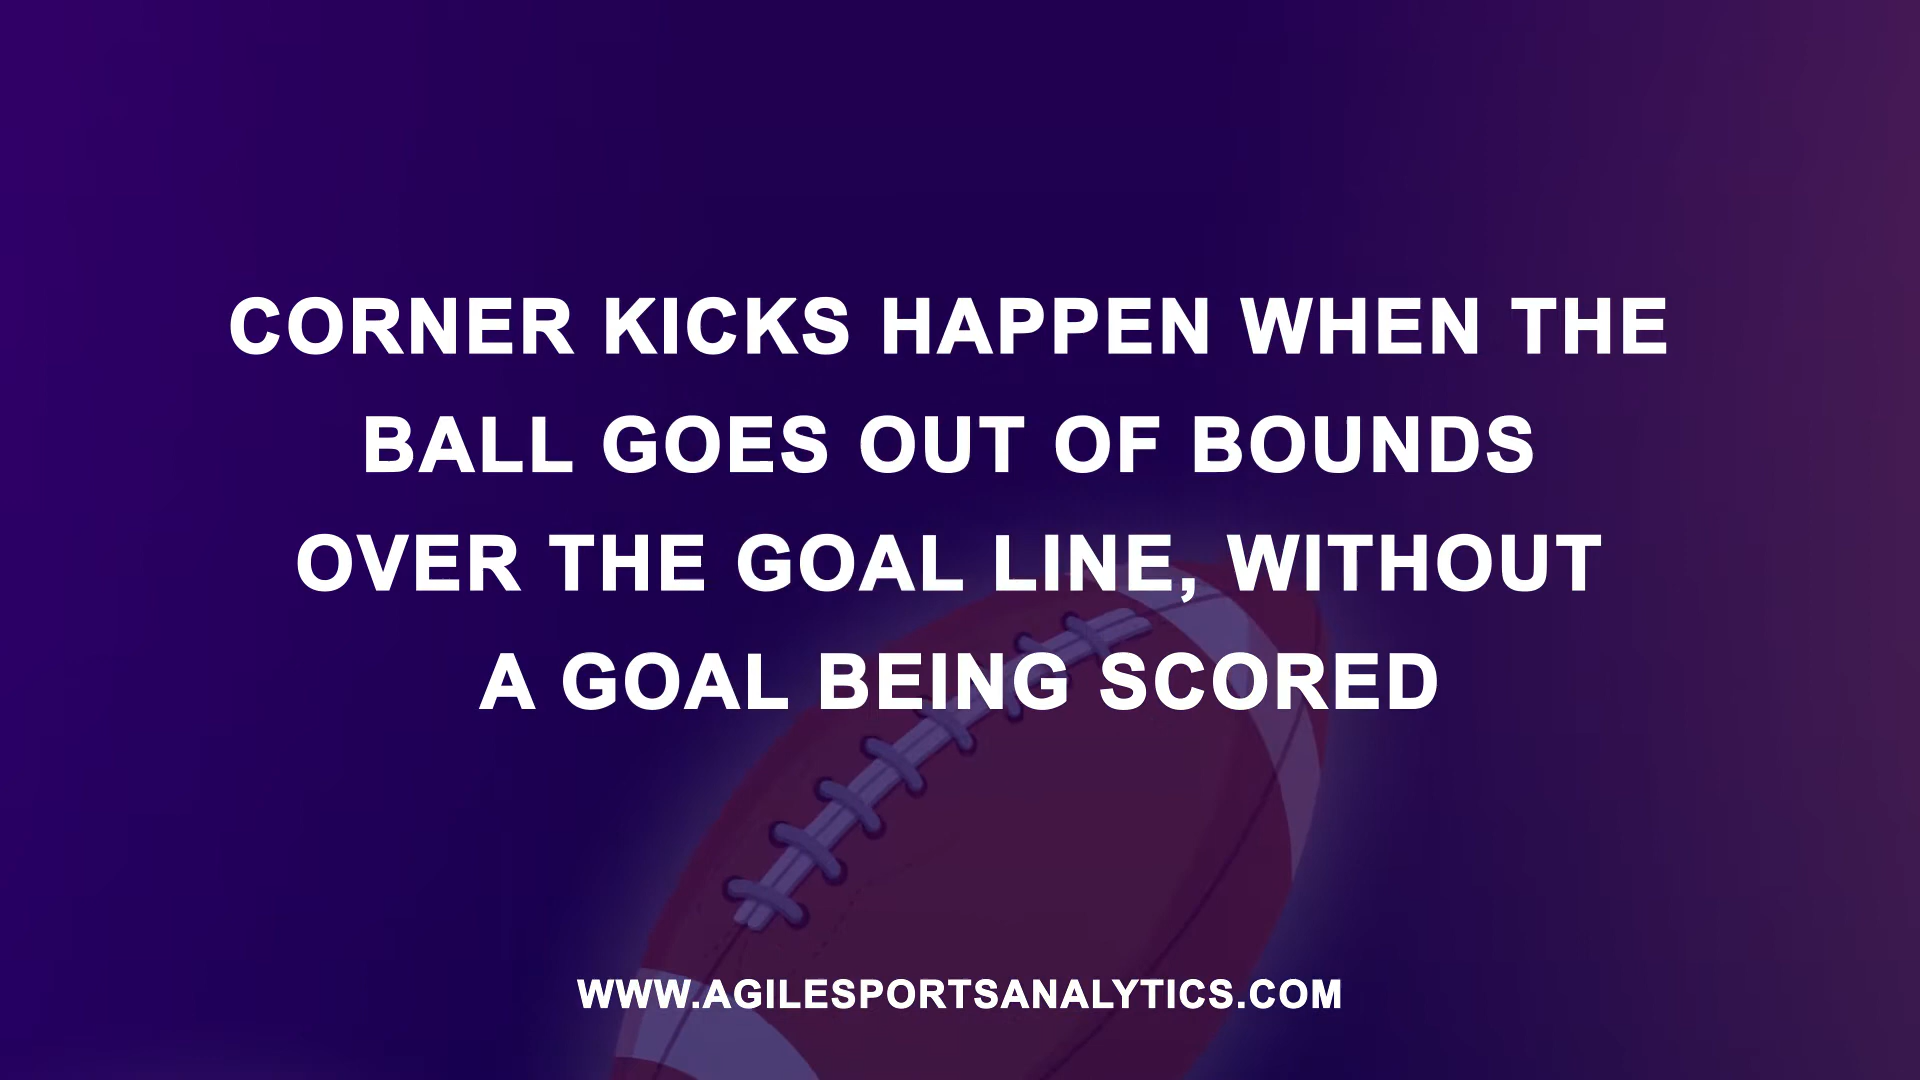 CORNER KICKS HAPPEN WHEN THE
BALL GOES OUT OF BOUNDS
OVER THE GOAL LINE, WITHOUT
A GOAL BEING SCORED
WWW.AGILESPORTSANALYTICS.COM